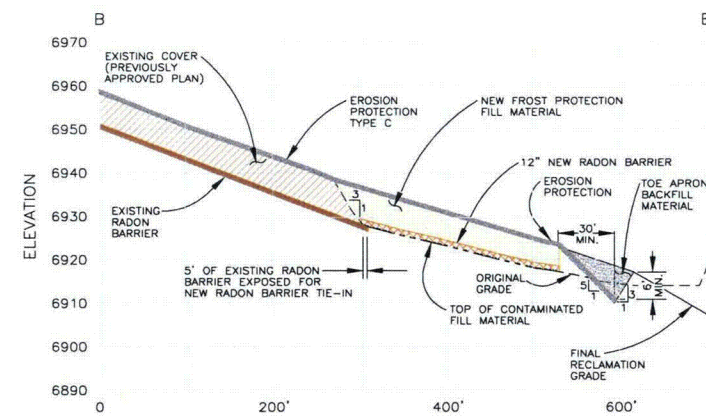 B
6970
6960
6950
6940
6930
6920
6910
6900
6890
ELEVATION
EXISTING COVER
(PREVIOUSLY
APPROVED PLAN)
EROSION
PROTECTION
TYPE C
NEW FROST PROTECTION
FILL MATERIAL
12" NEW RADON BARRIER
EROSION
PROTECTION
TOE APRON
BACKFILL
MATERIAL
3
1
30'
MIN.
EXISTING
RADON
BARRIER
5' OF EXISTING RADON
BARRIER EXPOSED FOR
NEW RADON BARRIER TIE-IN
ORIGINAL
GRADE
5
1
3
1
6'
MIN.
TOP OF CONTAMINATED
FILL MATERIAL
FINAL
RECLAMATION
GRADE
0
200'
400'
600'